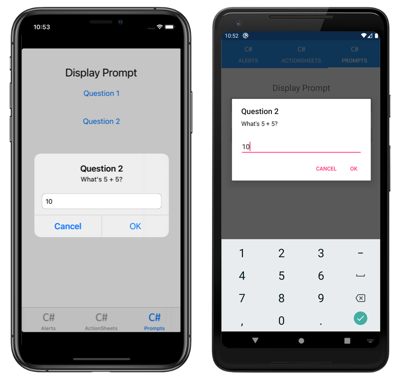 10:53
Display Prompt
Question 1
Question 2
Question 2
What's 5 + 5?
10
Cancel OK
C# C# C#
Alerts ActionSheets Prompts
10:52
C# C# C#
ALERTS ACTIONSHEETS PROMPTS
Display Prompt
Question 2
What's 5 + 5?
10
CANCEL OK
1 2 3 –
4 5 6
7 8 9
, 0 .